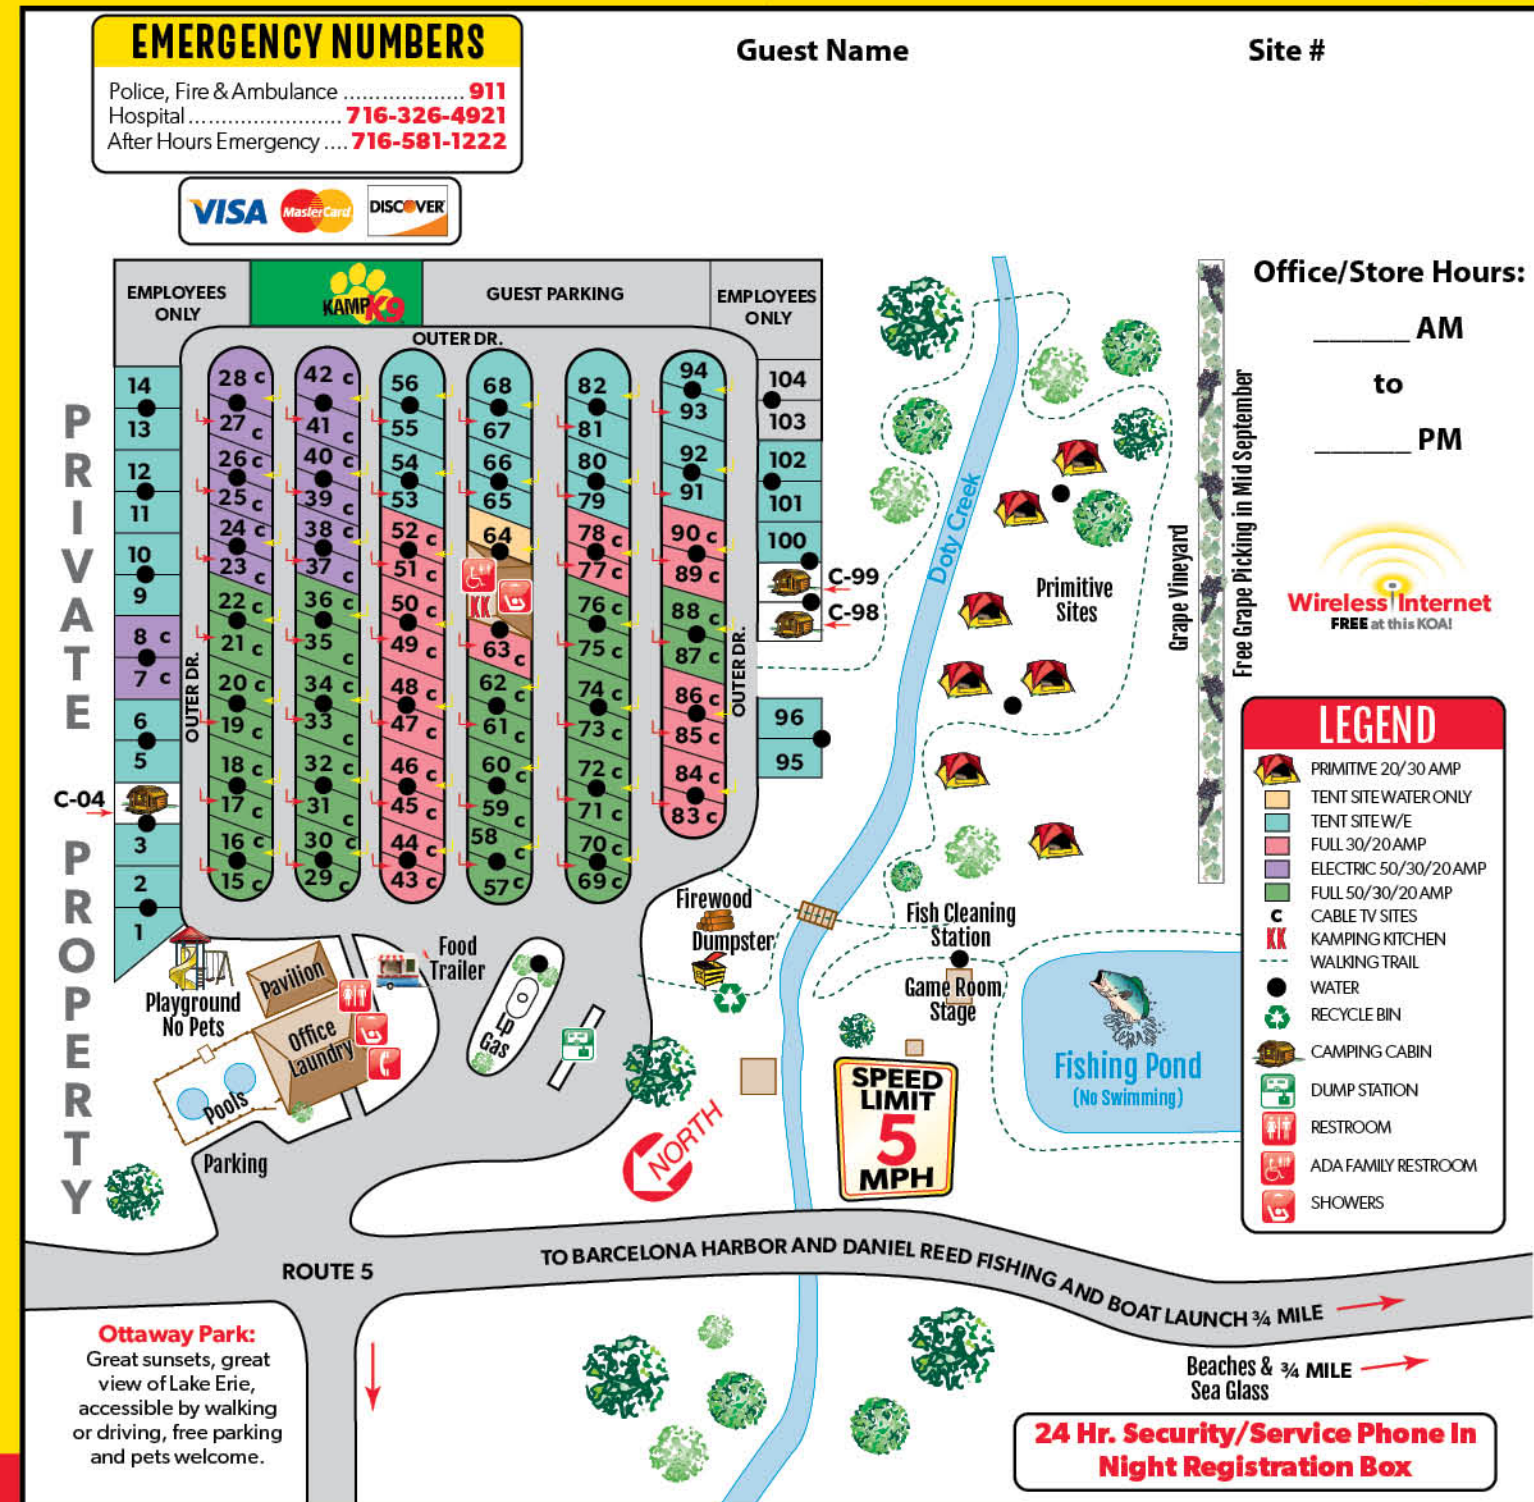 EMERGENCY NUMBERS
Police, Fire & Ambulance ................... 911
Hospital ........................ 716-326-4921
After Hours Emergency .... 716-581-1222
VISA MasterCard DISCOVER
Guest Name
Site #
EMPLOYEES
ONLY
KAMP K9
GUEST PARKING
EMPLOYEES
ONLY
OUTER DR.
PRIVATE PROPERTY
14
13
12
11
10
9
8 c
7 c
6
5
C-04
3
2
1
OUTER DR.
28 c
27 c
26 c
25 c
24 c
23 c
22 c
21 c
20 c
19 c
18 c
17 c
16 c
15 c
42 c
41 c
40 c
39 c
38 c
37 c
36 c
35 c
34 c
33 c
32 c
31 c
30 c
29 c
56
55
54
53
52 c
51 c
50 c
49 c
48 c
47 c
46 c
45 c
44 c
43 c
68
67
66
65
64
KK
63 c
62 c
61 c
60 c
59 c
58
57 c
82
81
80
79
78 c
77 c
76 c
75 c
74 c
73 c
72 c
71 c
70 c
69 c
94
93
92
91
90 c
89 c
88 c
87 c
86 c
85 c
84 c
83 c
OUTER DR.
104
103
102
101
100
C-99
C-98
96
95
Doty Creek
Primitive
Sites
Grape Vineyard
Free Grape Picking in Mid September
Office/Store Hours:
_______ AM
to
_______ PM
Wireless Internet
FREE at this KOA!
LEGEND
PRIMITIVE 20/30 AMP
TENT SITE WATER ONLY
TENT SITE W/E
FULL 30/20 AMP
ELECTRIC 50/30/20 AMP
FULL 50/30/20 AMP
C CABLE TV SITES
KK KAMPING KITCHEN
WALKING TRAIL
WATER
RECYCLE BIN
CAMPING CABIN
DUMP STATION
RESTROOM
ADA FAMILY RESTROOM
SHOWERS
Playground
No Pets
Pavilion
Office
Laundry
Pools
Parking
Food
Trailer
Lp
Gas
Firewood
Dumpster
Fish Cleaning
Station
Game Room
Stage
Fishing Pond
(No Swimming)
NORTH
SPEED
LIMIT
5
MPH
ROUTE 5
TO BARCELONA HARBOR AND DANIEL REED FISHING AND BOAT LAUNCH ¾ MILE
Beaches & ¾ MILE
Sea Glass
Ottaway Park:
Great sunsets, great
view of Lake Erie,
accessible by walking
or driving, free parking
and pets welcome.
24 Hr. Security/Service Phone In
Night Registration Box